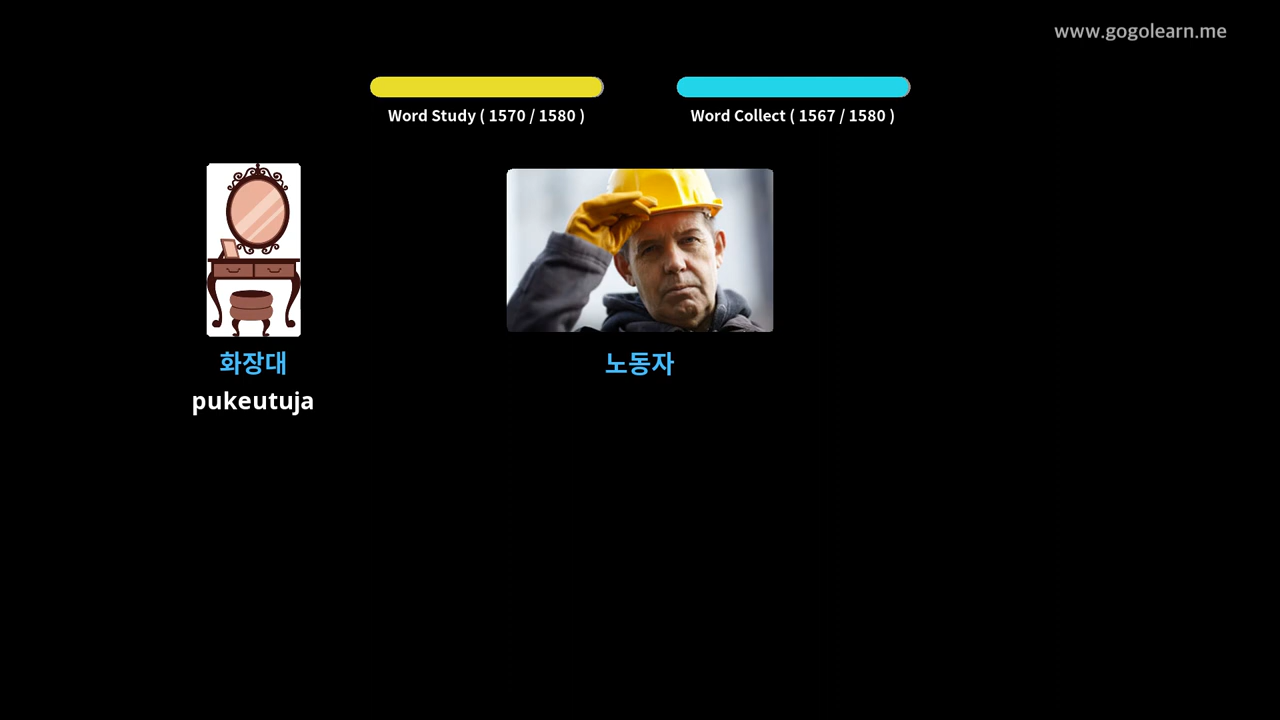 www.gogolearn.me
Word Study ( 1570 / 1580 )
Word Collect ( 1567 / 1580 )
화장대
pukeutuja
노동자